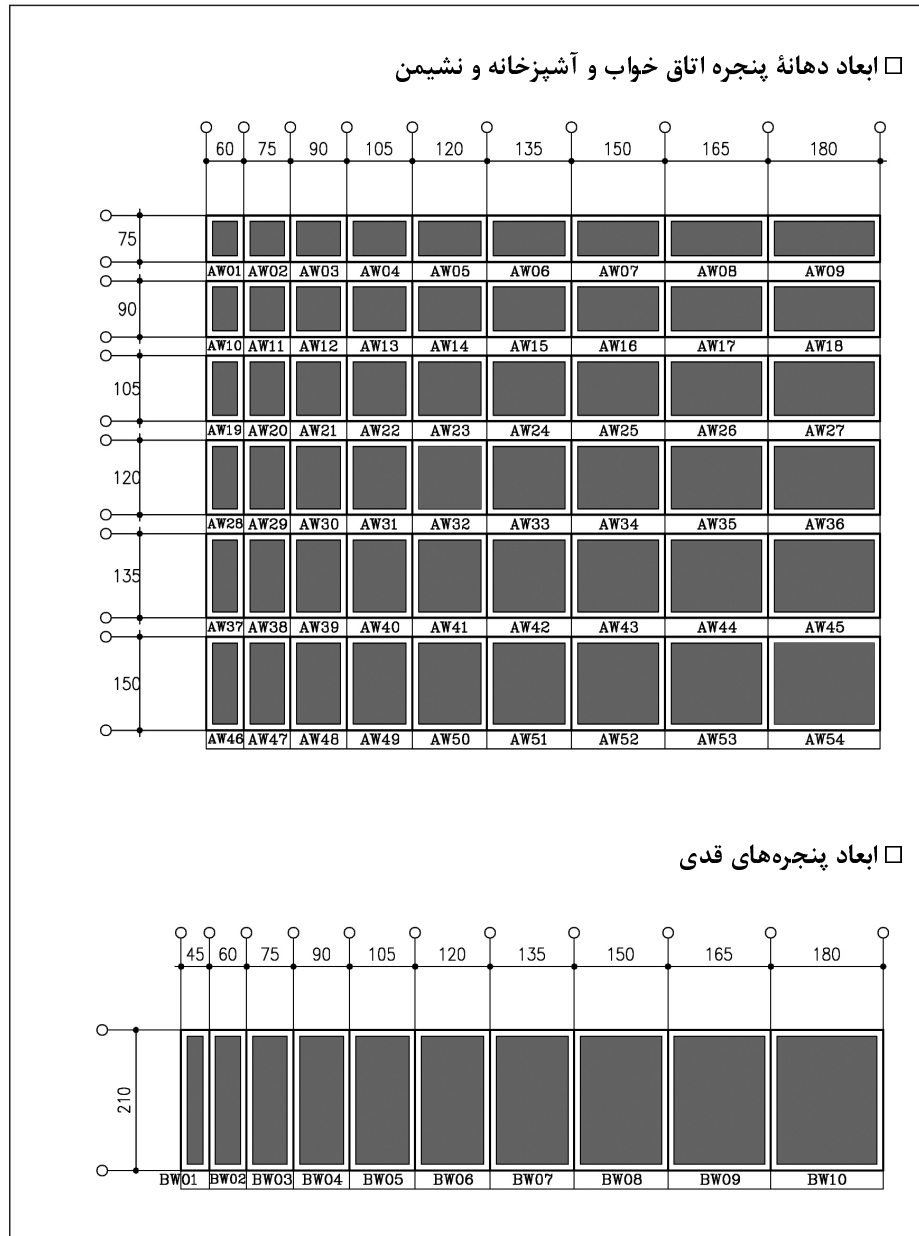 □ ابعاد دهانهٔ پنجره اتاق خواب و آشپزخانه و نشیمن
60 75 90 105 120 135 150 165 180
75
AW01 AW02 AW03 AW04 AW05 AW06 AW07 AW08 AW09
90
AW10 AW11 AW12 AW13 AW14 AW15 AW16 AW17 AW18
105
AW19 AW20 AW21 AW22 AW23 AW24 AW25 AW26 AW27
120
AW28 AW29 AW30 AW31 AW32 AW33 AW34 AW35 AW36
135
AW37 AW38 AW39 AW40 AW41 AW42 AW43 AW44 AW45
150
AW46 AW47 AW48 AW49 AW50 AW51 AW52 AW53 AW54
□ ابعاد پنجره‌های قدی
45 60 75 90 105 120 135 150 165 180
210
BW01 BW02 BW03 BW04 BW05 BW06 BW07 BW08 BW09 BW10